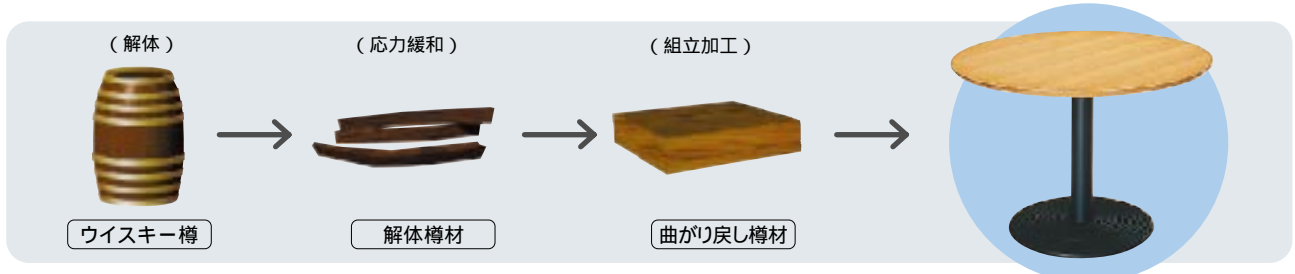 (解体)
(応力緩和)
(組立加工)
ウイスキー樽
解体樽材
曲がり戻し樽材